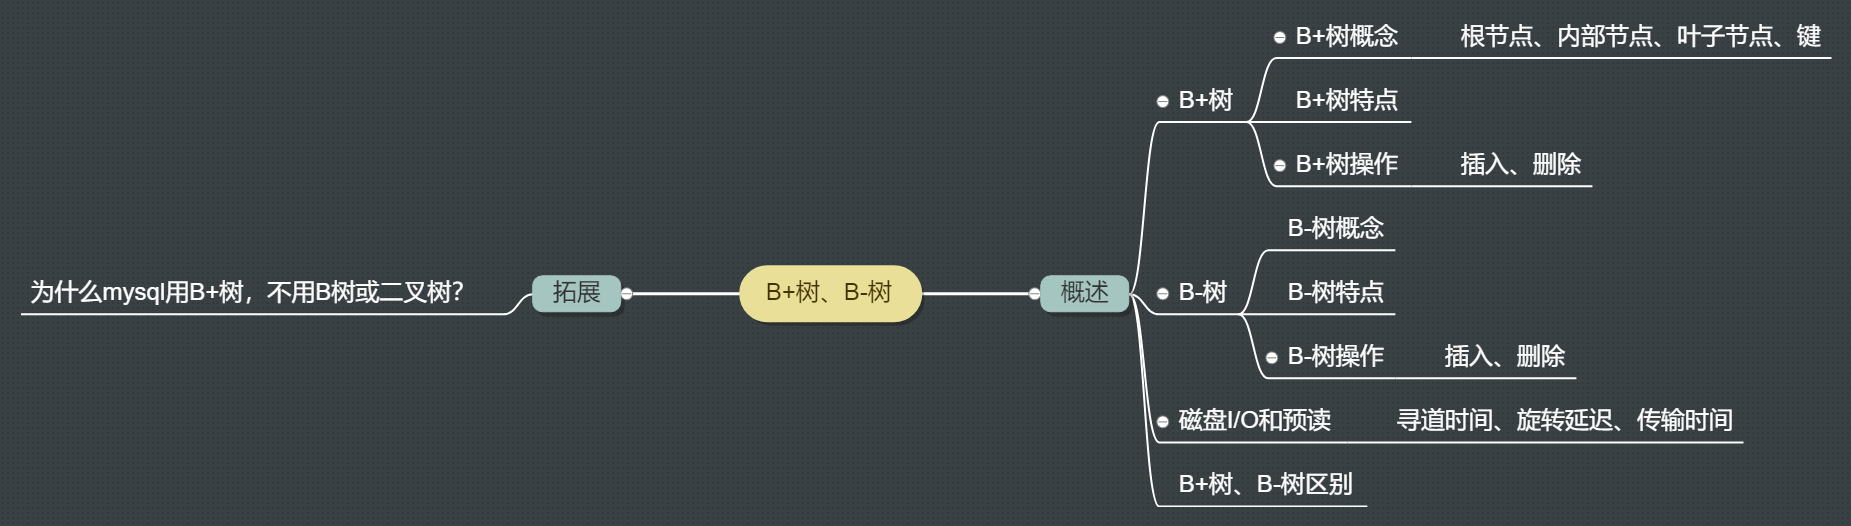 B+树、B-树
概述
B+树
B+树概念
根节点、内部节点、叶子节点、键
B+树特点
B+树操作
插入、删除
B-树
B-树概念
B-树特点
B-树操作
插入、删除
磁盘I/O和预读
寻道时间、旋转延迟、传输时间
B+树、B-树区别
拓展
为什么mysql用B+树，不用B树或二叉树？